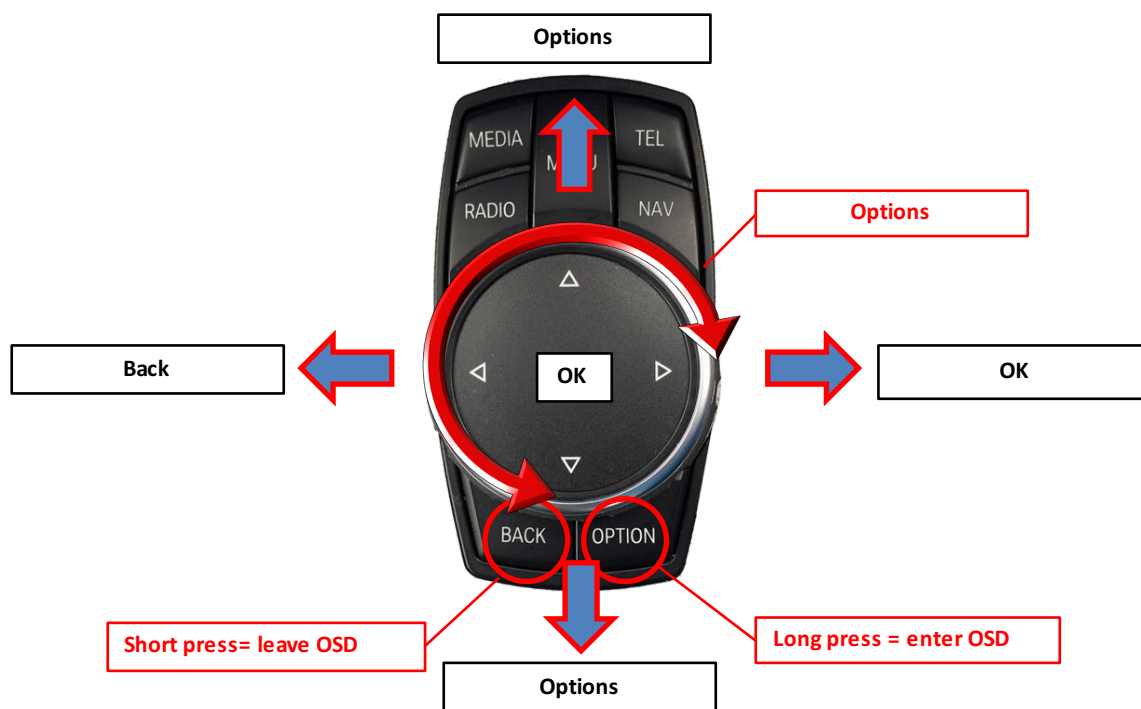 Options
MEDIA
TEL
M U
RADIO
NAV
Options
Back
OK
OK
BACK
OPTION
Short press= leave OSD
Long press = enter OSD
Options